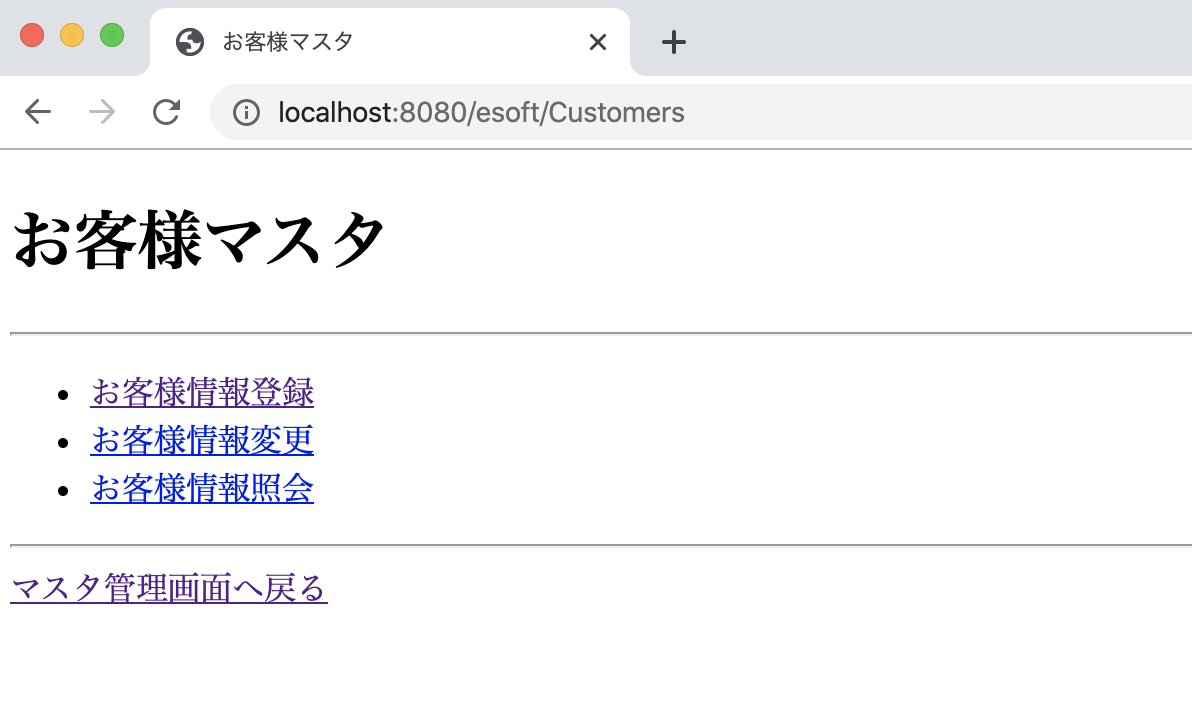 お客様マスタ
localhost:8080/esoft/Customers
お客様マスタ
お客様情報登録
お客様情報変更
お客様情報照会
マスタ管理画面へ戻る